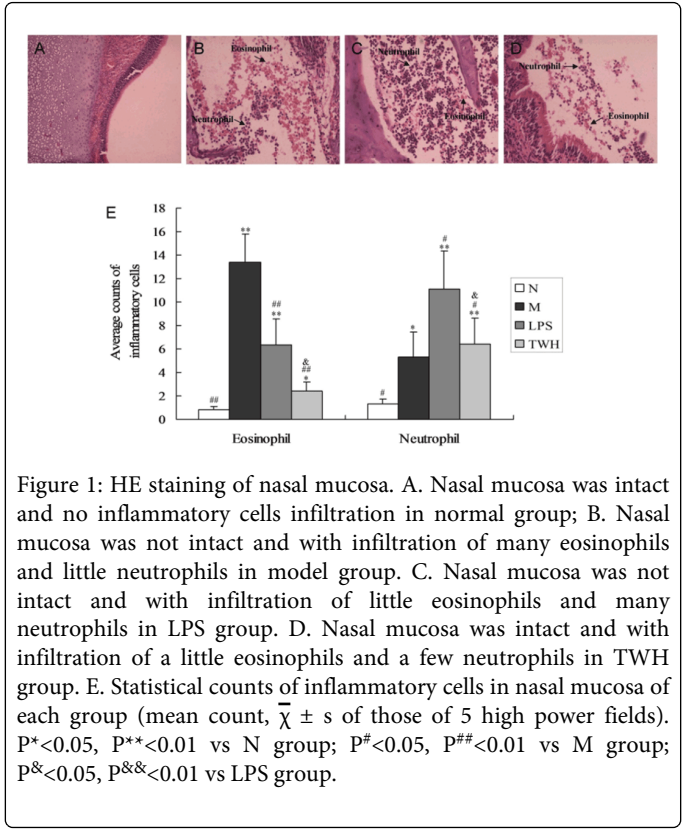 A
B
C
D
Eosinophil
Neutrophil
Neutrophil
Eosinophil
Neutrophil
Eosinophil
E
Average counts of
inflammatory cells
18
16
14
12
10
8
6
4
2
0
##
**
##
**
&
##
*
#
*
#
**
&
#
**
Eosinophil
Neutrophil
N
M
LPS
TWH
Figure 1: HE staining of nasal mucosa. A. Nasal mucosa was intact
and no inflammatory cells infiltration in normal group; B. Nasal
mucosa was not intact and with infiltration of many eosinophils
and little neutrophils in model group. C. Nasal mucosa was not
intact and with infiltration of little eosinophils and many
neutrophils in LPS group. D. Nasal mucosa was intact and with
infiltration of a little eosinophils and a few neutrophils in TWH
group. E. Statistical counts of inflammatory cells in nasal mucosa of
each group (mean count, χ̄ ± s of those of 5 high power fields).
P*<0.05, P**<0.01 vs N group; P#<0.05, P##<0.01 vs M group;
P&<0.05, P&&<0.01 vs LPS group.